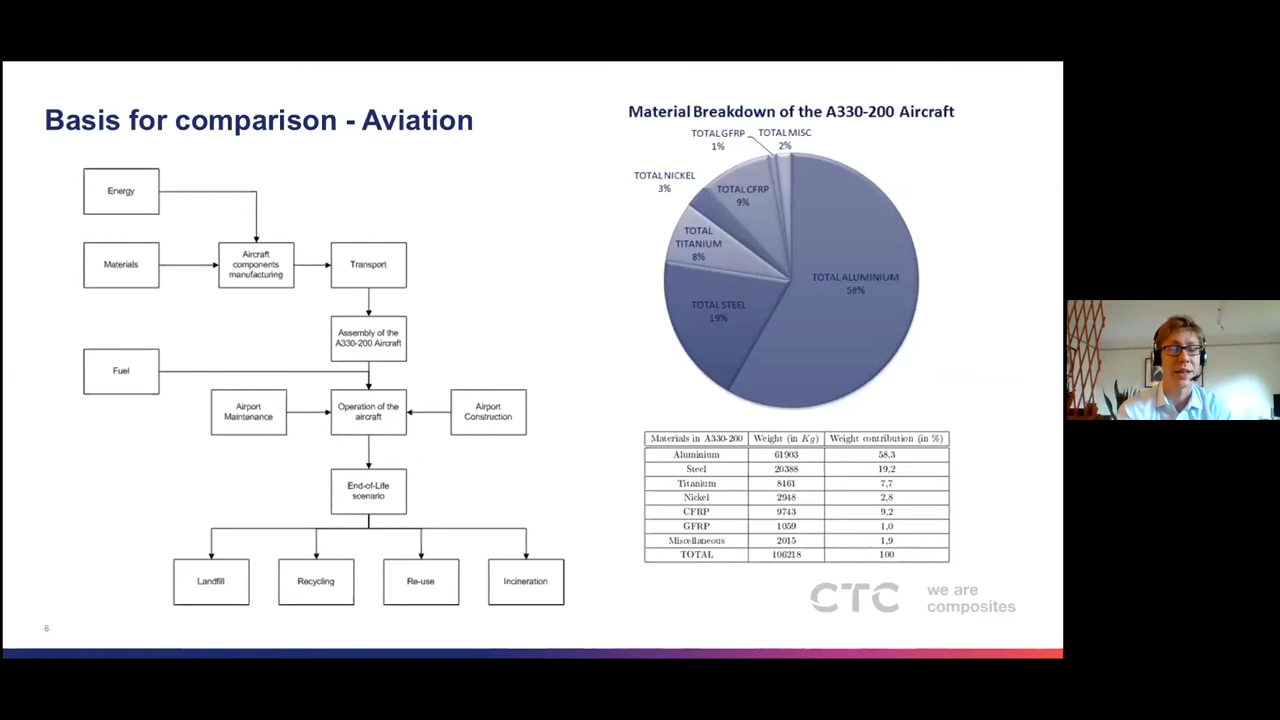 Basis for comparison - Aviation
Energy
Materials
Aircraft
components
manufacturing
Transport
Assembly of the
A330-200 Aircraft
Fuel
Airport
Maintenance
Operation of the
aircraft
Airport
Construction
End-of-Life
scenario
Landfill
Recycling
Re-use
Incineration
6
Material Breakdown of the A330-200 Aircraft
TOTAL GFRP
1%
TOTAL MISC
2%
TOTAL NICKEL
3%
TOTAL CFRP
9%
TOTAL
TITANIUM
8%
TOTAL ALUMINIUM
58%
TOTAL STEEL
19%
Materials in A330-200 Weight (in Kg) Weight contribution (in %)
Aluminium 61903 58,3
Steel 20388 19,2
Titanium 8161 7,7
Nickel 2948 2,8
CFRP 9743 9,2
GFRP 1059 1,0
Miscellaneous 2015 1,9
TOTAL 106218 100
CTC
we are
composites